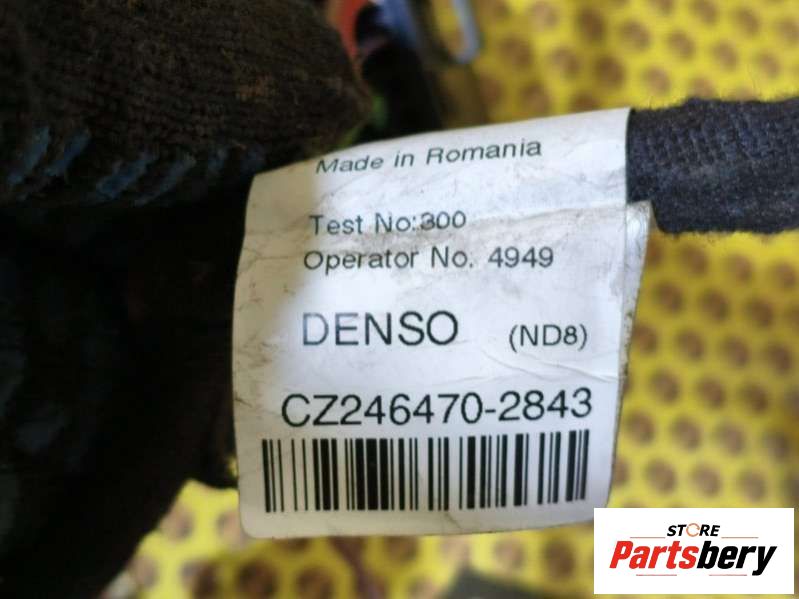 Made in Romania
Test No:300
Operator No. 4949
DENSO (ND8)
CZ246470-2843
STORE
Partsbery